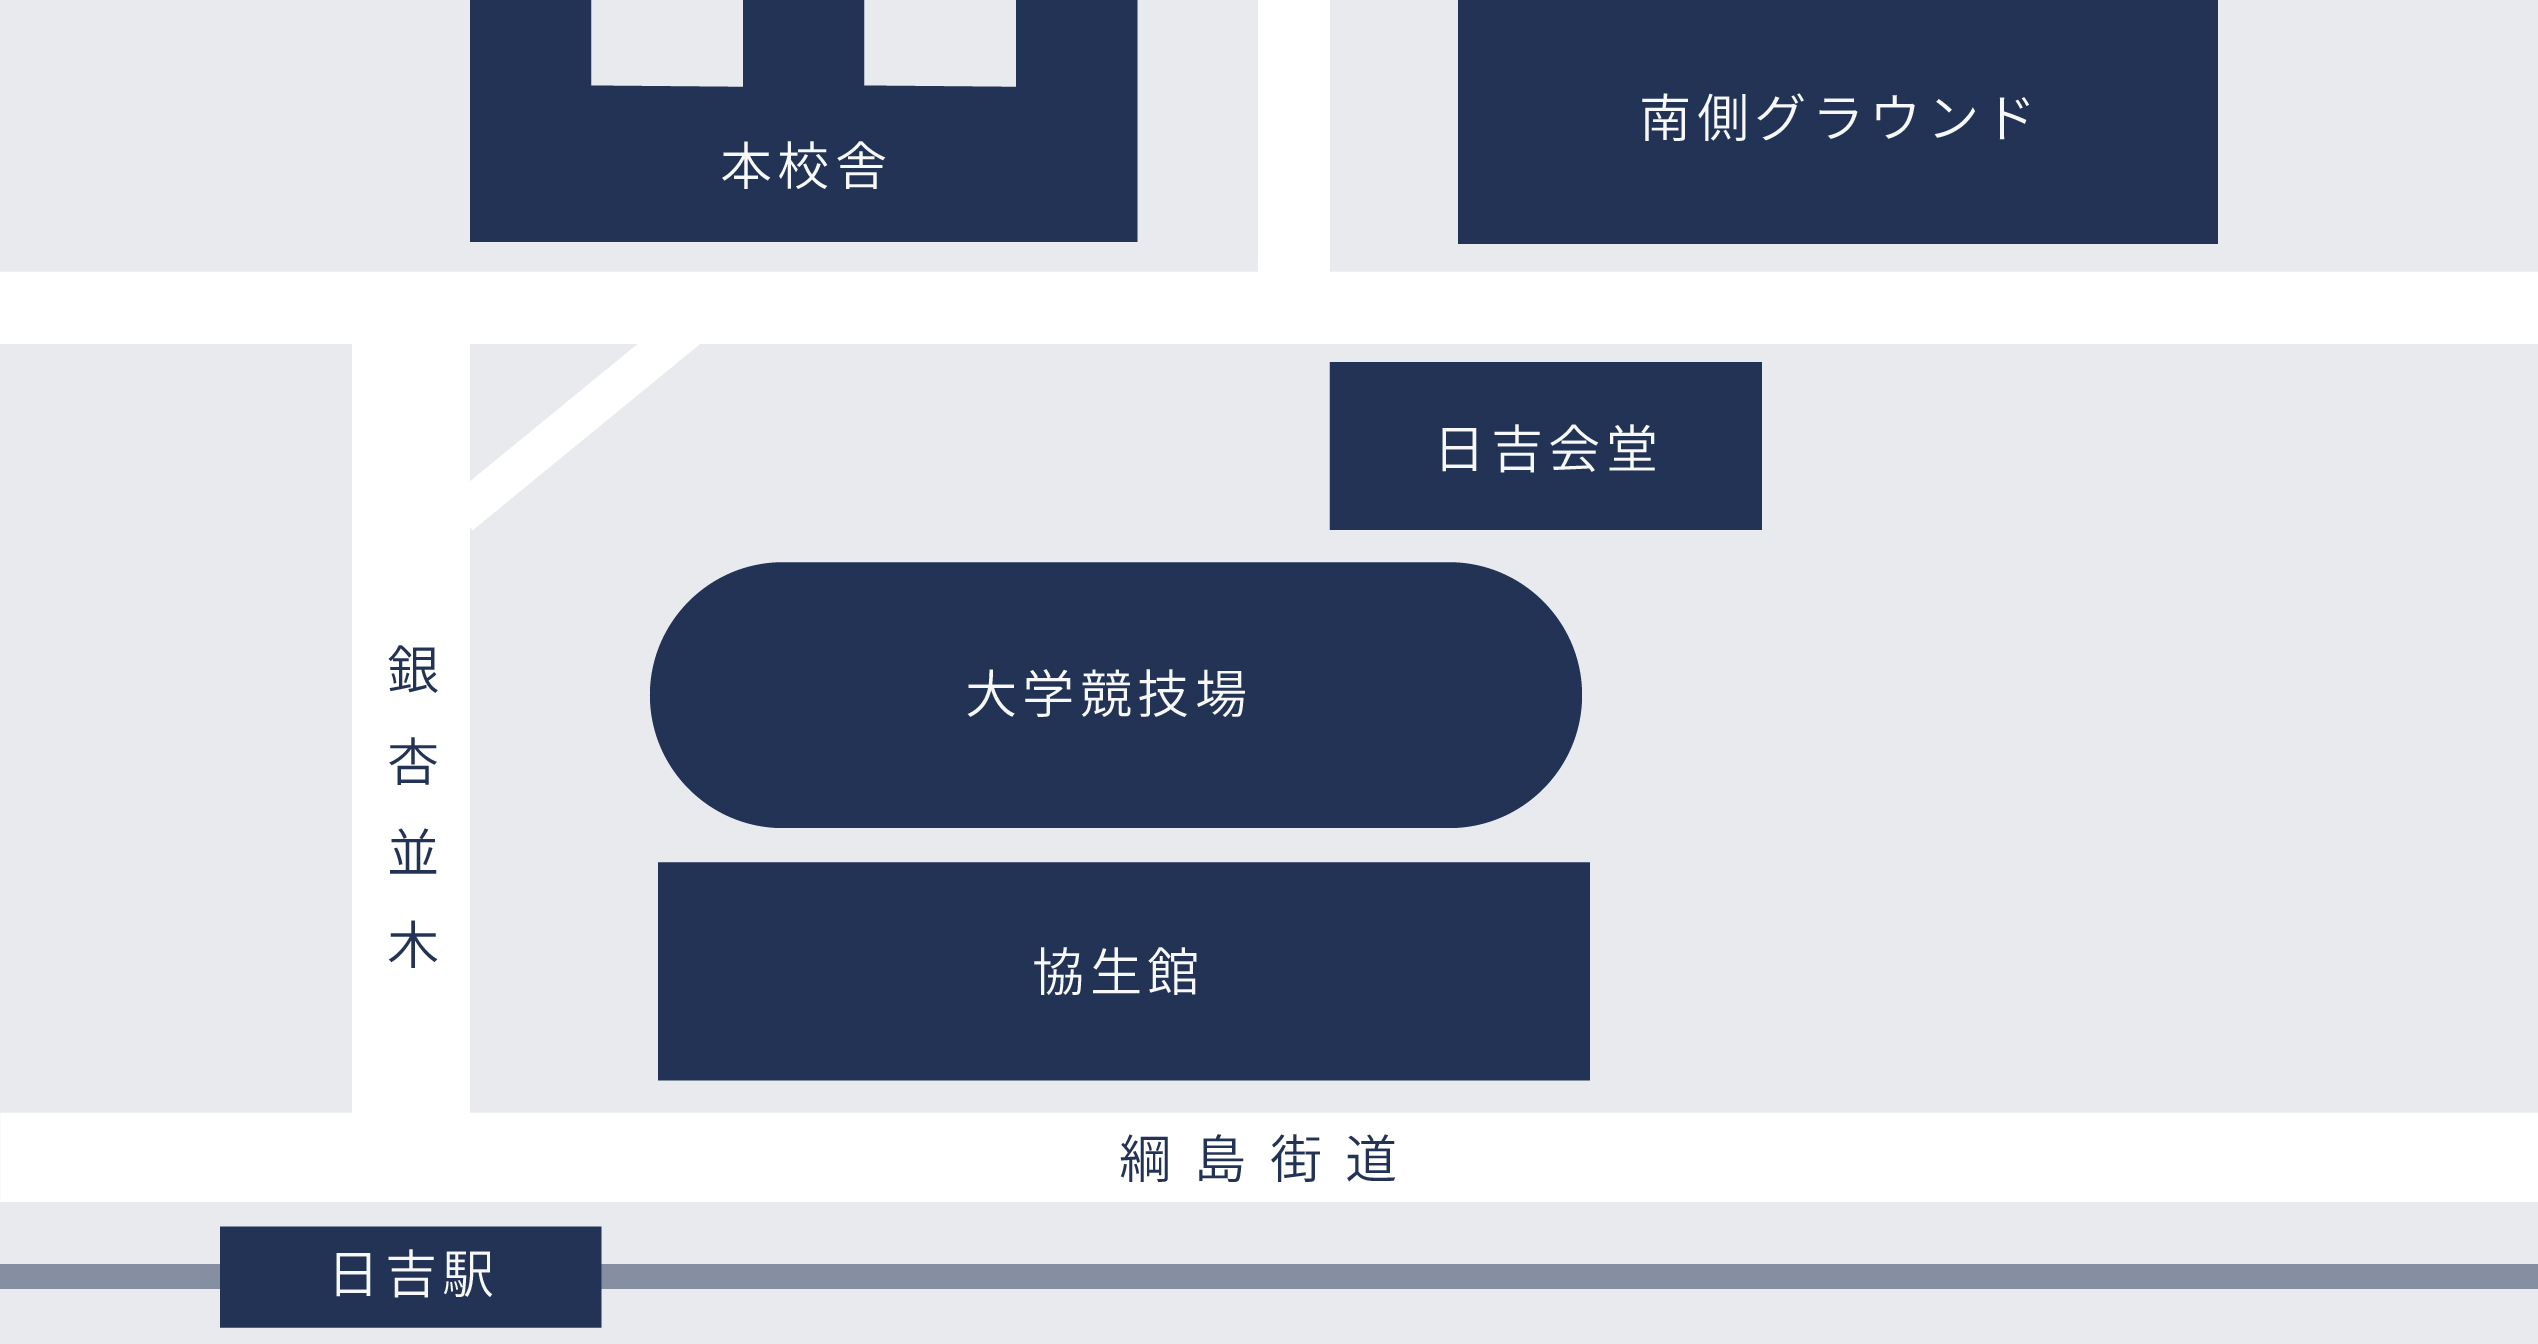 本校舎
南側グラウンド
日吉会堂
銀杏並木
大学競技場
協生館
綱島街道
日吉駅